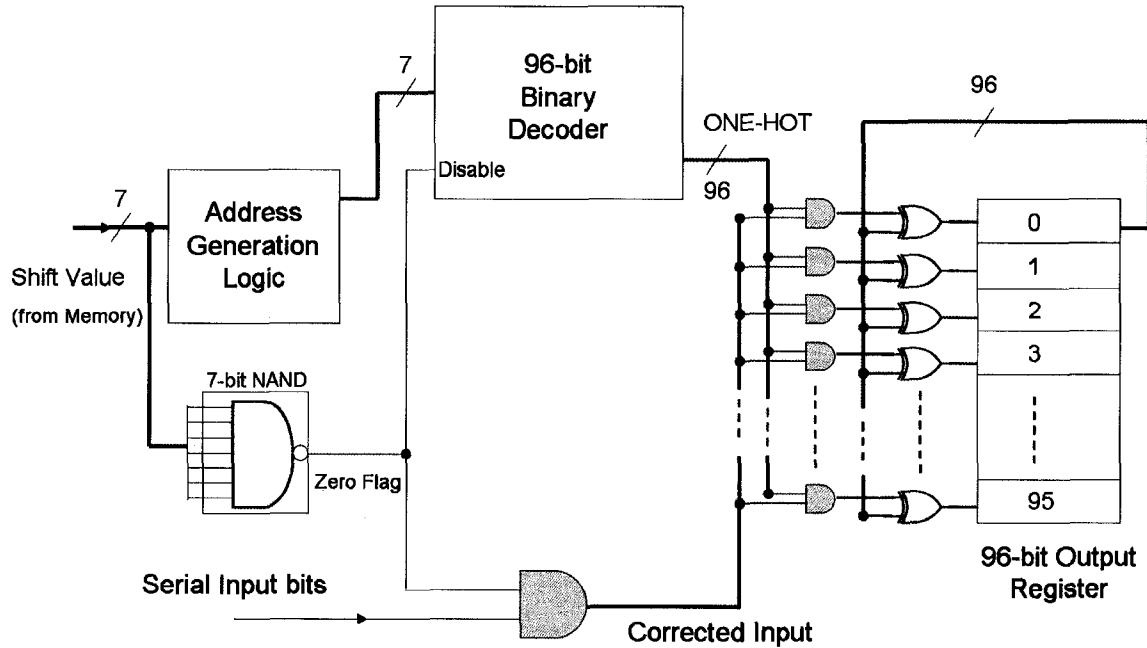 7
96-bit
Binary
Decoder
Disable
ONE-HOT
96
96
7
Address
Generation
Logic
Shift Value
(from Memory)
7-bit NAND
Zero Flag
Serial Input bits
Corrected Input
0
1
2
3
95
96-bit Output
Register